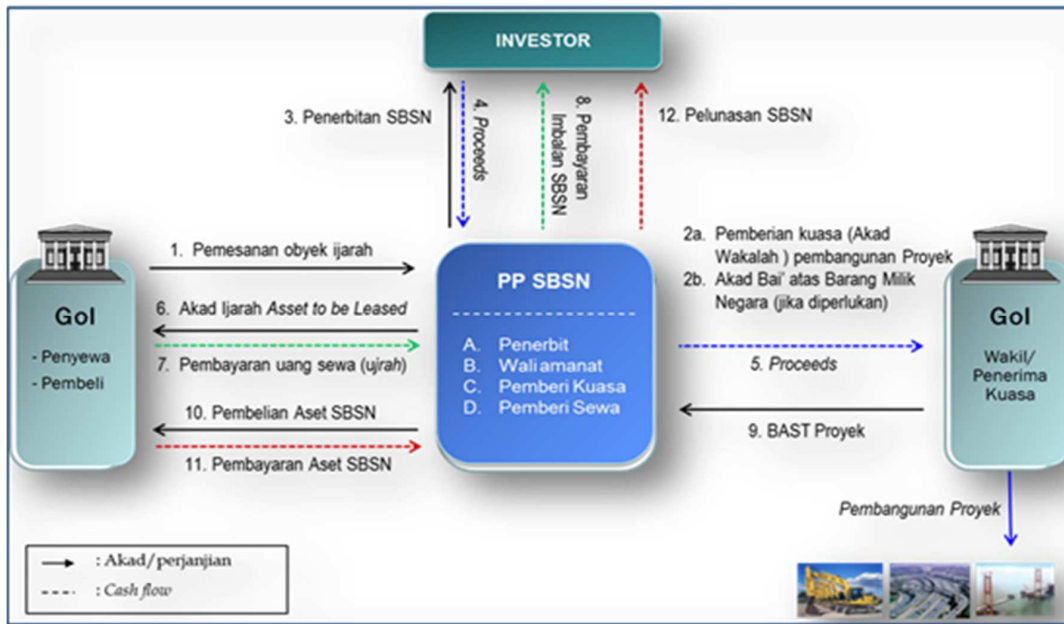 INVESTOR
3. Penerbitan SBSN
4. Proceeds
8. Pembayaran
Imbalan SBSN
12. Pelunasan SBSN
1. Pemesanan obyek ijarah
6. Akad Ijarah Asset to be Leased
7. Pembayaran uang sewa (ujrah)
10. Pembelian Aset SBSN
11. Pembayaran Aset SBSN
GoI
- Penyewa
- Pembeli
PP SBSN
A. Penerbit
B. Wali amanat
C. Pemberi Kuasa
D. Pemberi Sewa
2a. Pemberian kuasa (Akad
Wakalah ) pembangunan Proyek
2b. Akad Bai' atas Barang Milik
Negara (jika diperlukan)
5. Proceeds
9. BAST Proyek
GoI
Wakil/
Penerima
Kuasa
Pembangunan Proyek
: Akad/perjanjian
: Cash flow